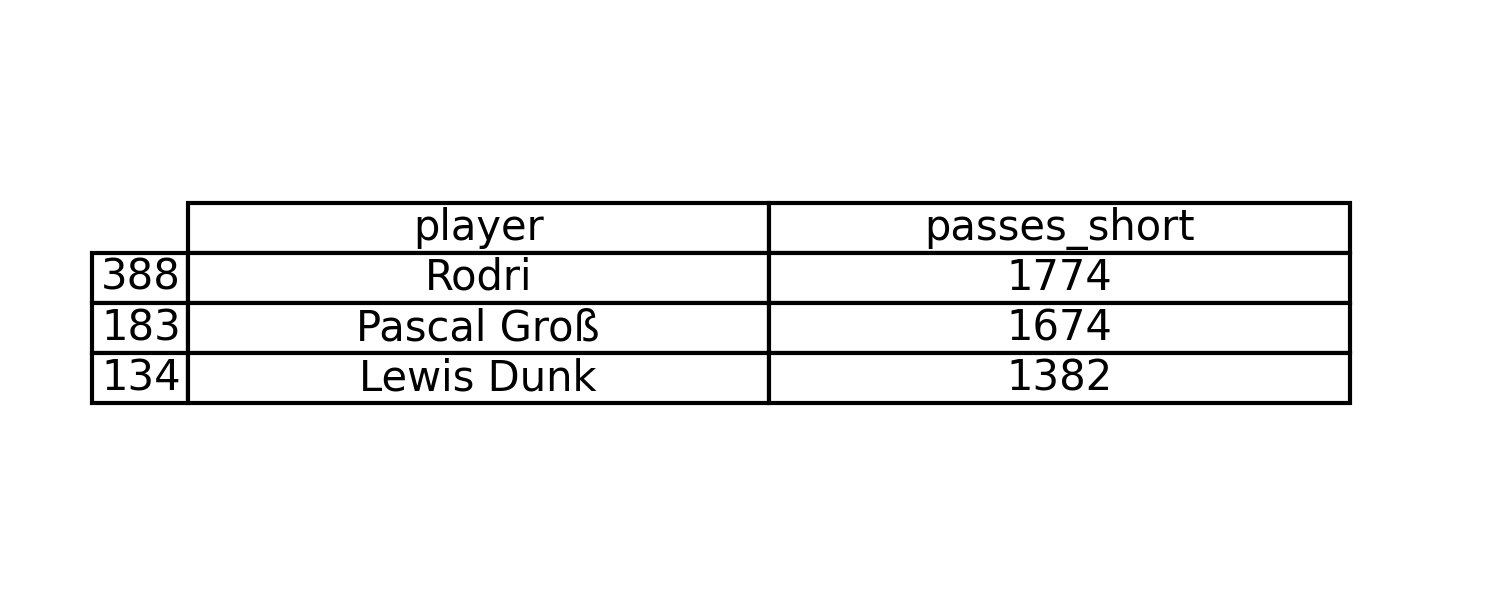 player passes_short
388 Rodri 1774
183 Pascal Groß 1674
134 Lewis Dunk 1382